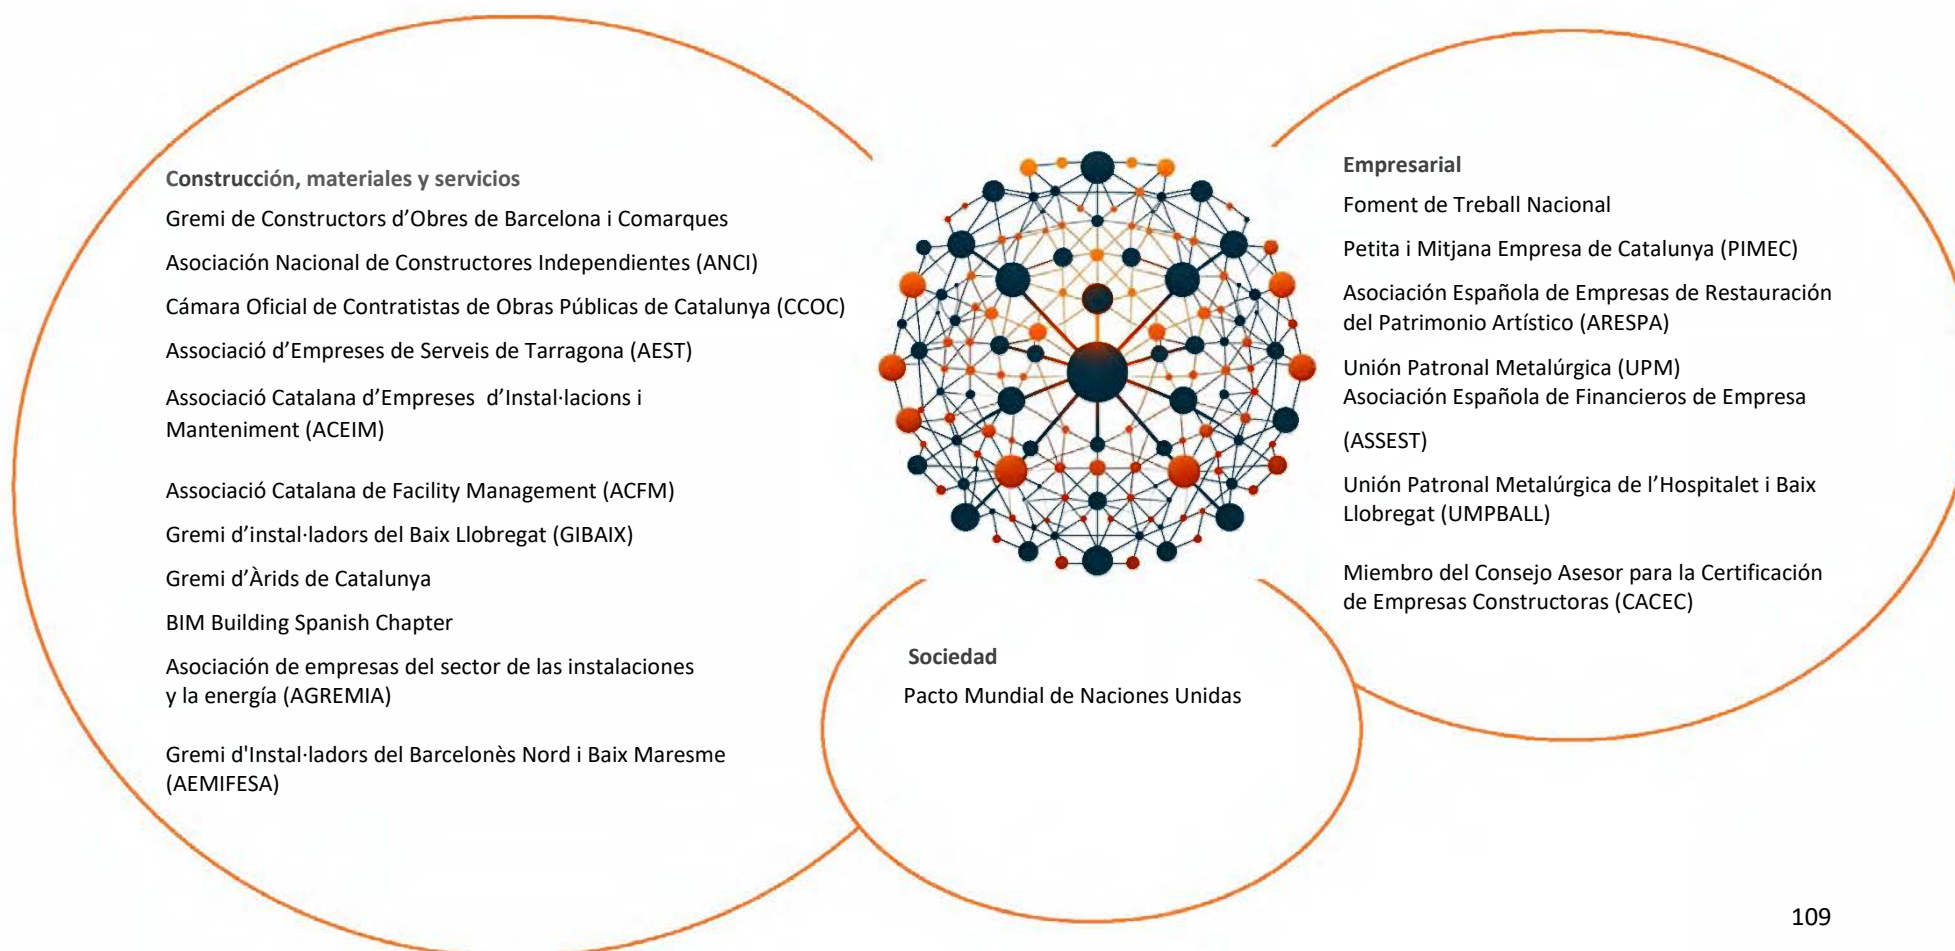 Construcción, materiales y servicios
Gremi de Constructors d’Obres de Barcelona i Comarques
Asociación Nacional de Constructores Independientes (ANCI)
Cámara Oficial de Contratistas de Obras Públicas de Catalunya (CCOC)
Associació d’Empreses de Serveis de Tarragona (AEST)
Associació Catalana d’Empreses d’Instal·lacions i
Manteniment (ACEIM)
Associació Catalana de Facility Management (ACFM)
Gremi d’instal·ladors del Baix Llobregat (GIBAIX)
Gremi d’Àrids de Catalunya
BIM Building Spanish Chapter
Asociación de empresas del sector de las instalaciones
y la energía (AGREMIA)
Gremi d'Instal·ladors del Barcelonès Nord i Baix Maresme
(AEMIFESA)
Sociedad
Pacto Mundial de Naciones Unidas
Empresarial
Foment de Treball Nacional
Petita i Mitjana Empresa de Catalunya (PIMEC)
Asociación Española de Empresas de Restauración
del Patrimonio Artístico (ARESPA)
Unión Patronal Metalúrgica (UPM)
Asociación Española de Financieros de Empresa
(ASSEST)
Unión Patronal Metalúrgica de l’Hospitalet i Baix
Llobregat (UMPBALL)
Miembro del Consejo Asesor para la Certificación
de Empresas Constructoras (CACEC)
109